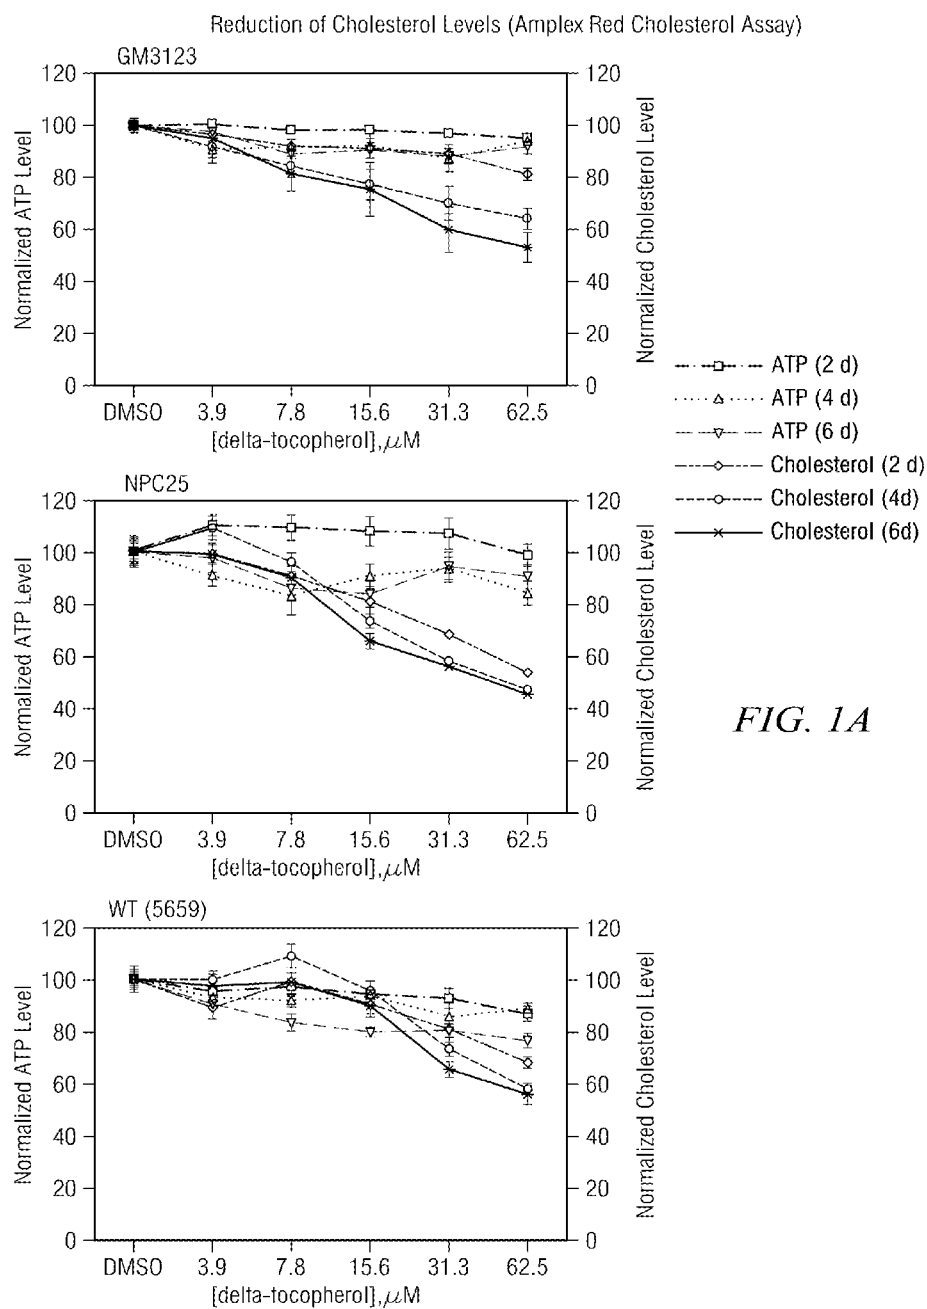 Reduction of Cholesterol Levels (Amplex Red Cholesterol Assay)
GM3123
Normalized ATP Level
120
100
80
60
40
20
0
120
100
80
60
40
20
0
Normalized Cholesterol Level
DMSO 3.9 7.8 15.6 31.3 62.5
[delta-tocopherol],μM
ATP (2 d)
ATP (4 d)
ATP (6 d)
Cholesterol (2 d)
Cholesterol (4d)
Cholesterol (6d)
NPC25
Normalized ATP Level
120
100
80
60
40
20
0
120
100
80
60
40
20
0
Normalized Cholesterol Level
DMSO 3.9 7.8 15.6 31.3 62.5
[delta-tocopherol],μM
FIG. 1A
WT (5659)
Normalized ATP Level
120
100
80
60
40
20
0
120
100
80
60
40
20
0
Normalized Cholesterol Level
DMSO 3.9 7.8 15.6 31.3 62.5
[delta-tocopherol],μM